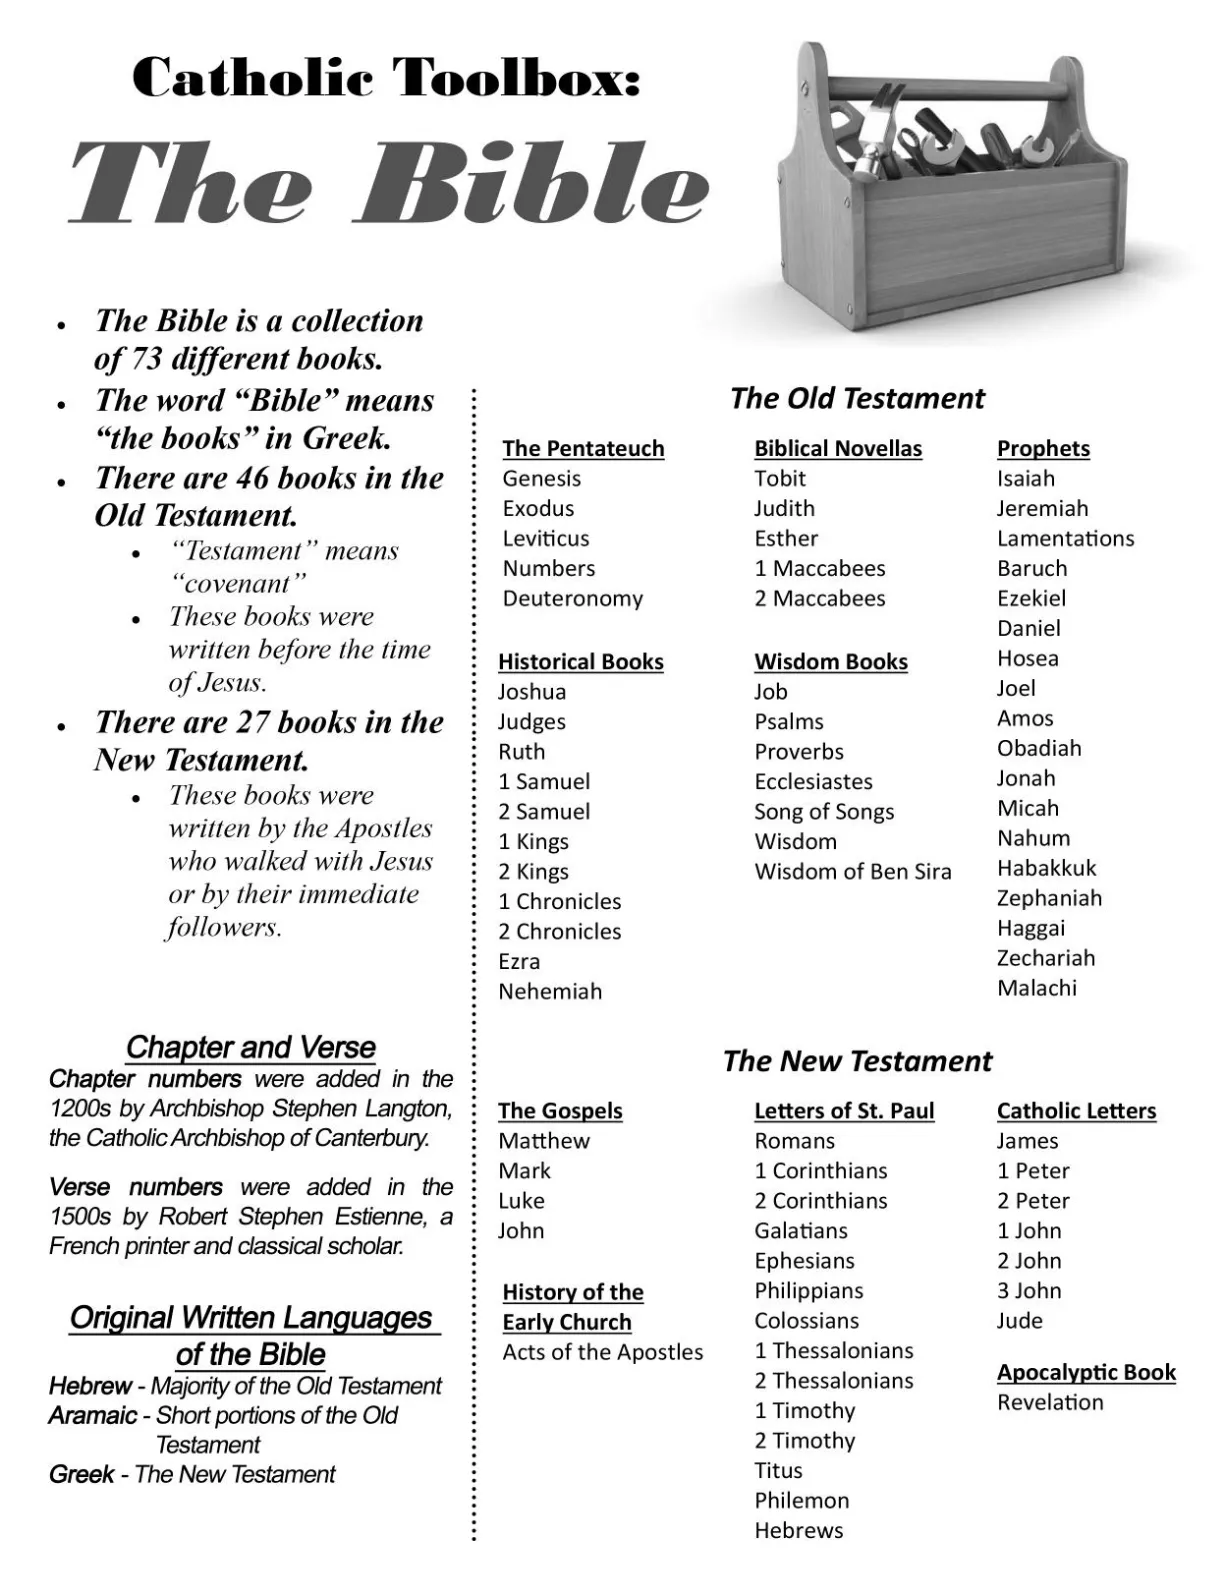 Catholic Toolbox:
The Bible
• The Bible is a collection
of 73 different books.
• The word “Bible” means
“the books” in Greek.
• There are 46 books in the
Old Testament.
• “Testament” means
“covenant”
• These books were
written before the time
of Jesus.
• There are 27 books in the
New Testament.
• These books were
written by the Apostles
who walked with Jesus
or by their immediate
followers.
Chapter and Verse
Chapter numbers were added in the
1200s by Archbishop Stephen Langton,
the Catholic Archbishop of Canterbury.
Verse numbers were added in the
1500s by Robert Stephen Estienne, a
French printer and classical scholar.
Original Written Languages
of the Bible
Hebrew - Majority of the Old Testament
Aramaic - Short portions of the Old
Testament
Greek - The New Testament
The Old Testament
The Pentateuch
Genesis
Exodus
Leviticus
Numbers
Deuteronomy
Historical Books
Joshua
Judges
Ruth
1 Samuel
2 Samuel
1 Kings
2 Kings
1 Chronicles
2 Chronicles
Ezra
Nehemiah
Biblical Novellas
Tobit
Judith
Esther
1 Maccabees
2 Maccabees
Wisdom Books
Job
Psalms
Proverbs
Ecclesiastes
Song of Songs
Wisdom
Wisdom of Ben Sira
Prophets
Isaiah
Jeremiah
Lamentations
Baruch
Ezekiel
Daniel
Hosea
Joel
Amos
Obadiah
Jonah
Micah
Nahum
Habakkuk
Zephaniah
Haggai
Zechariah
Malachi
The New Testament
The Gospels
Matthew
Mark
Luke
John
History of the
Early Church
Acts of the Apostles
Letters of St. Paul
Romans
1 Corinthians
2 Corinthians
Galatians
Ephesians
Philippians
Colossians
1 Thessalonians
2 Thessalonians
1 Timothy
2 Timothy
Titus
Philemon
Hebrews
Catholic Letters
James
1 Peter
2 Peter
1 John
2 John
3 John
Jude
Apocalyptic Book
Revelation